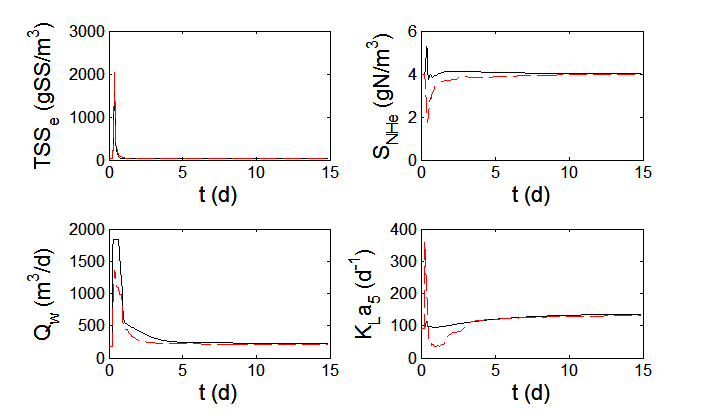 3000
2000
1000
0
TSSe (gSS/m3)
0 5 10 15
t (d)
6
4
2
0
SNHe (gN/m3)
0 5 10 15
t (d)
2000
1500
1000
500
0
Qw (m3/d)
0 5 10 15
t (d)
400
300
200
100
0
KLa5 (d-1)
0 5 10 15
t (d)